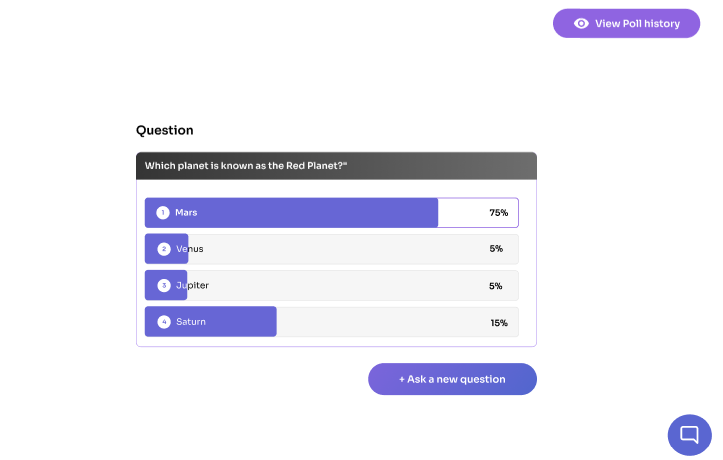 View Poll history
Question
Which planet is known as the Red Planet?"
1 Mars 75%
2 Venus 5%
3 Jupiter 5%
4 Saturn 15%
+ Ask a new question